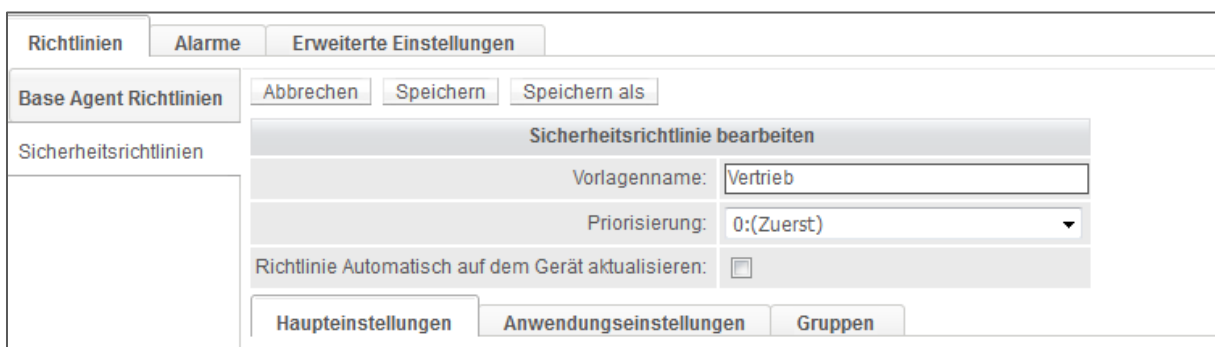 Richtlinien Alarme Erweiterte Einstellungen
Base Agent Richtlinien
Sicherheitsrichtlinien
Abbrechen Speichern Speichern als
Sicherheitsrichtlinie bearbeiten
Vorlagenname: Vertrieb
Priorisierung: 0:(Zuerst)
Richtlinie Automatisch auf dem Gerät aktualisieren:
Haupteinstellungen Anwendungseinstellungen Gruppen